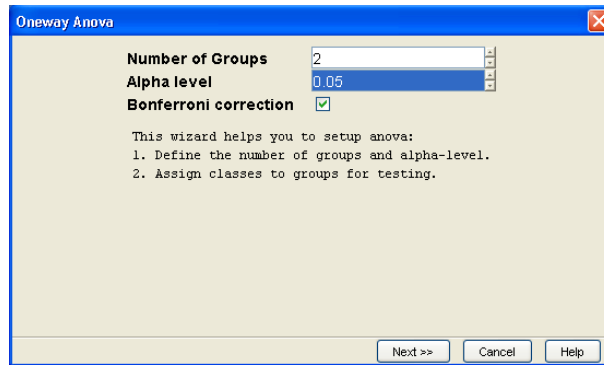 Oneway Anova
Number of Groups 2
Alpha level 0.05
Bonferroni correction
This wizard helps you to setup anova:
1. Define the number of groups and alpha-level.
2. Assign classes to groups for testing.
Next >> Cancel Help